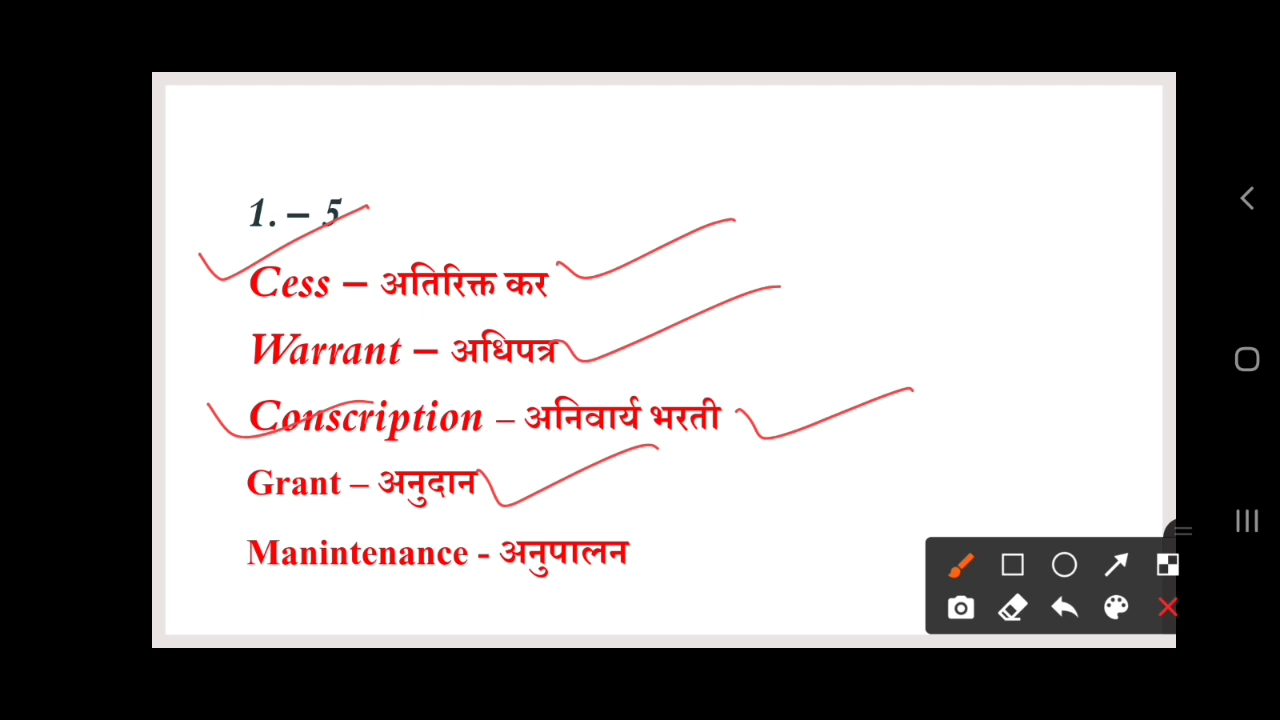 1. – 5
Cess – अतिरिक्त कर
Warrant – अधिपत्र
Conscription – अनिवार्य भरती
Grant – अनुदान
Manintenance - अनुपालन